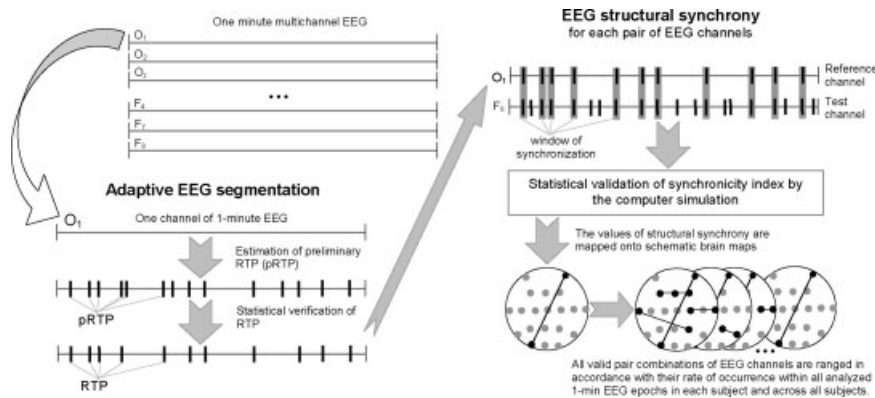 One minute multichannel EEG
O1
O2
O3
...
F4
F7
F8
Adaptive EEG segmentation
O1
One channel of 1-minute EEG
Estimation of preliminary
RTP (pRTP)
pRTP
Statistical verification of
RTP
RTP
EEG structural synchrony
for each pair of EEG channels
O1
Reference
channel
F8
Test
channel
window of
synchronization
Statistical validation of synchronicity index by
the computer simulation
The values of structural synchrony are
mapped onto schematic brain maps
...
All valid pair combinations of EEG channels are ranged in
accordance with their rate of occurrence within all analyzed
1-min EEG epochs in each subject and across all subjects.